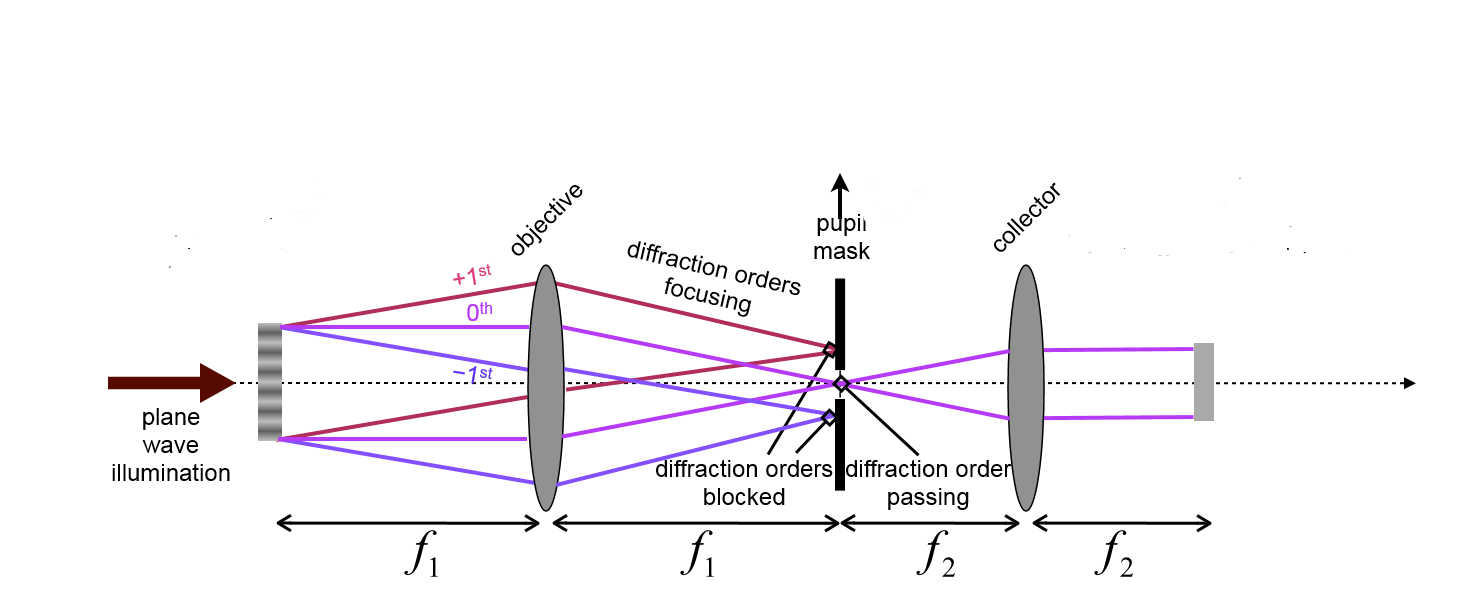 objective
collector
pupil
mask
diffraction orders
focusing
+1st
0th
−1st
plane
wave
illumination
diffraction orders
blocked
diffraction order
passing
f1
f1
f2
f2